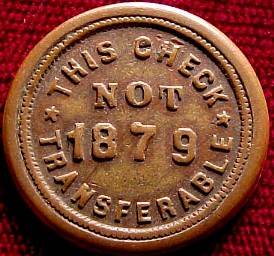 THIS CHECK
NOT
1879
★ TRANSFERABLE ★